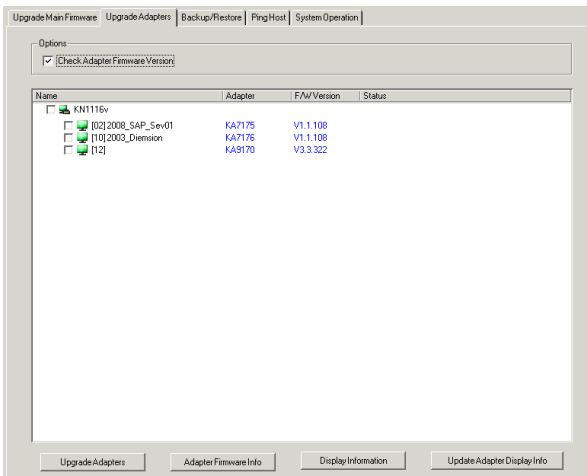 Upgrade Main Firmware Upgrade Adapters Backup/Restore Ping Host System Operation
Options
Check Adapter Firmware Version
Name Adapter F/W Version Status
KN1116v
[02] 2008_SAP_Sev01 KA7175 V1.1.108
[10] 2003_Diemsion KA7176 V1.1.108
[12] KA9170 V3.3.322
Upgrade Adapters Adapter Firmware Info Display Information Update Adapter Display Info